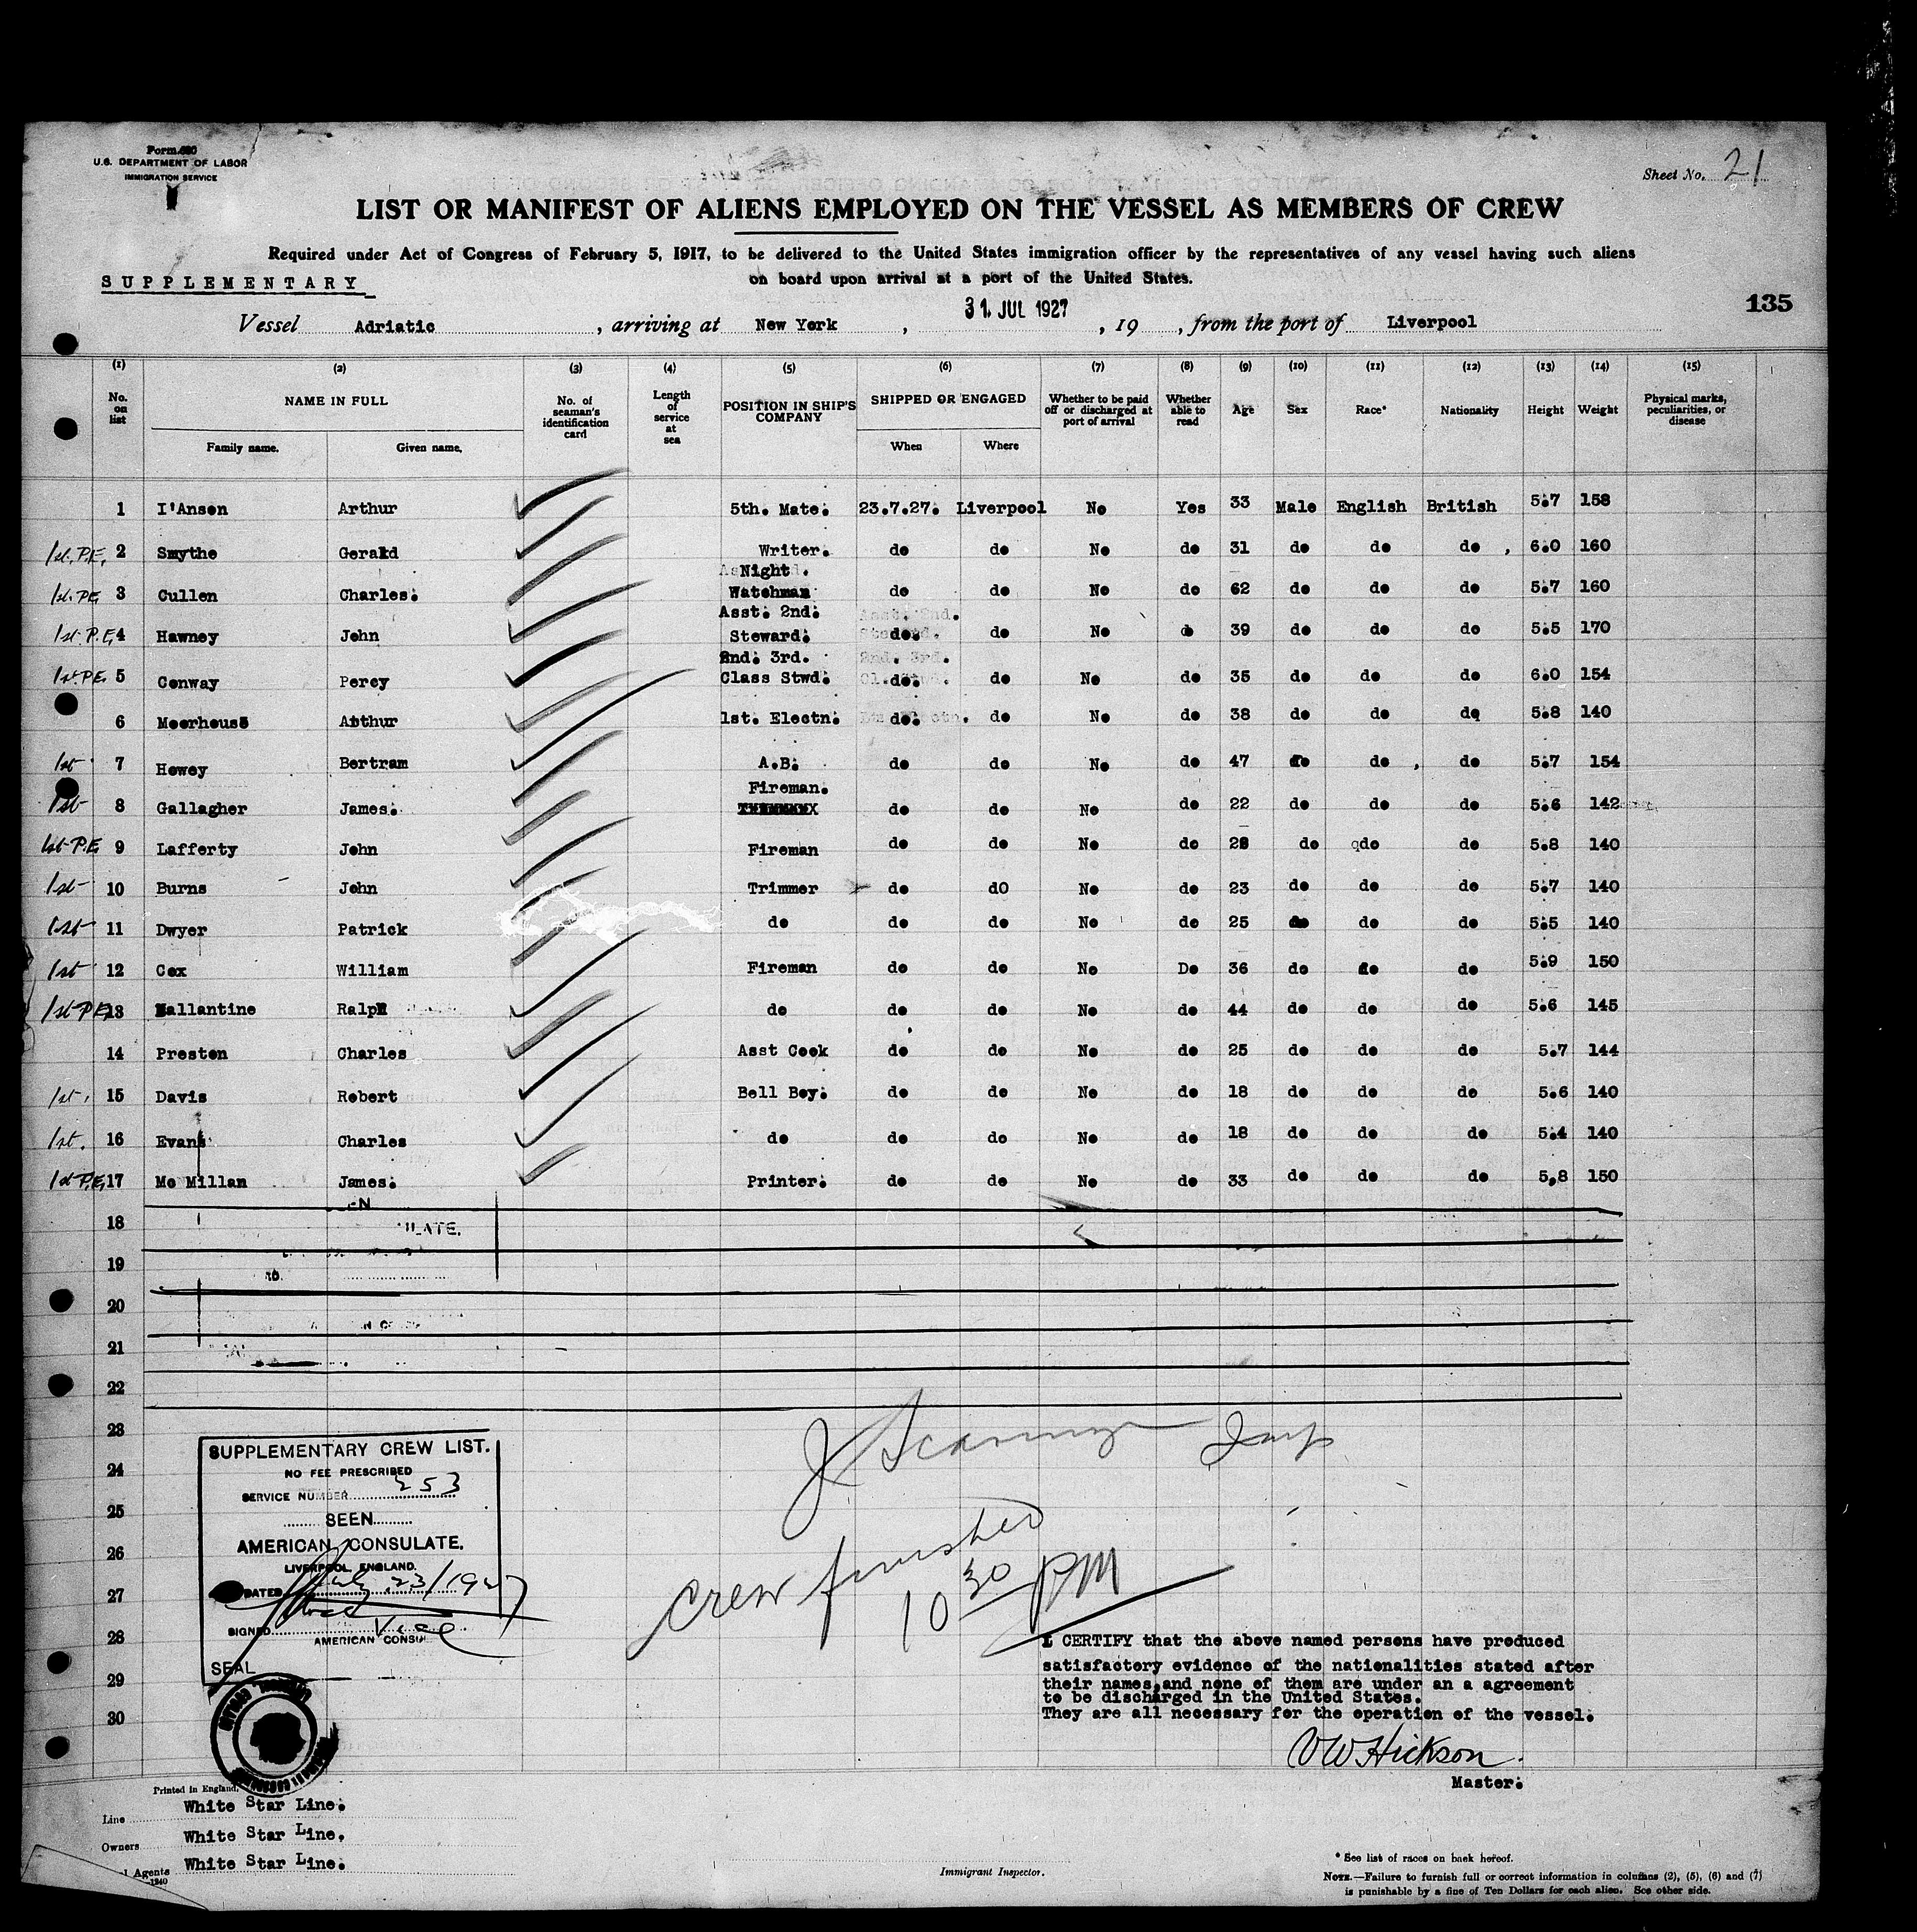 Form 680
U.S. DEPARTMENT OF LABOR
IMMIGRATION SERVICE
Sheet No. 21
LIST OR MANIFEST OF ALIENS EMPLOYED ON THE VESSEL AS MEMBERS OF CREW
Required under Act of Congress of February 5, 1917, to be delivered to the United States immigration officer by the representatives of any vessel having such aliens
on board upon arrival at a port of the United States.
SUPPLEMENTARY
135
Vessel Adriatic, arriving at New York, 31. JUL 1927, 19, from the port of Liverpool
(1) (2) (3) (4) (5) (6) (7) (8) (9) (10) (11) (12) (13) (14) (15)
No. on list NAME IN FULL Family name. Given name. No. of seaman's identification card Length of service at sea POSITION IN SHIP'S COMPANY SHIPPED OR ENGAGED When Where Whether to be paid off or discharged at port of arrival Whether able to read Age Sex Race* Nationality Height Weight Physical marks, peculiarities, or disease
1 I'Anson Arthur 5th. Mate. 23.7.27. Liverpool No Yes 33 Male English British 5.7 158
1st. P.E. 2 Smythe Gerald Writer. do do No do 31 do do do 6.0 160
1st. P.E. 3 Cullen Charles. Night Watchman do do No do 62 do do do 5.7 160
1st P.E. 4 Hawney John Asst. 2nd. Steward. do. do No do 39 do do do 5.5 170
1st P.E. 5 Conway Percy 2nd. 3rd. Class Stwd. do. do No do 35 do do do 6.0 154
6 Moorhouse Arthur 1st. Electn. do. do No do 38 do do do 5.8 140
1st 7 Howey Bertram A.B. do do No do 47 do do do 5.7 154
1st 8 Gallagher James. Fireman. do do No do 22 do do do 5.6 142
1st P.E. 9 Lafferty John Fireman do do No do 28 do do do 5.8 140
1st 10 Burns John Trimmer do dO No do 23 do do do 5.7 140
1st 11 Dwyer Patrick do do do No do 25 do do do 5.5 140
1st 12 Cox William Fireman do do No Do 36 do do do 5.9 150
1st P.E. 13 Ballantine Ralph do do do No do 44 do do do 5.6 145
14 Preston Charles Asst Cook do do No do 25 do do do 5.7 144
1st. 15 Davis Robert Bell Boy. do do No do 18 do do do 5.6 140
1st. 16 Evans Charles do do do No do 18 do do do 5.4 140
1st P.E. 17 Mc Millan James. Printer. do do No do 33 do do do 5.8 150
18
19
20
21
22
23
24
25
26
27
28
29
30
SUPPLEMENTARY CREW LIST.
NO FEE PRESCRIBED
SERVICE NUMBER 253
SEEN
AMERICAN CONSULATE.
LIVERPOOL, ENGLAND.
DATED July 23/1927
SIGNED
Vice
AMERICAN CONSUL
SEAL
crew finished
10 30 PM
I CERTIFY that the above named persons have produced
satisfactory evidence of the nationalities stated after
their names, and none of them are under an a agreement
to be discharged in the United States.
They are all necessary for the operation of the vessel.
VW Hickson.
Master.
Printed in England.
Line White Star Line.
Owners White Star Line.
Agents White Star Line.
Immigrant Inspector.
* See list of races on back hereof.
NOTE.—Failure to furnish full or correct information in columns (2), (5), (6) and (7)
is punishable by a fine of Ten Dollars for each alien. See other side.